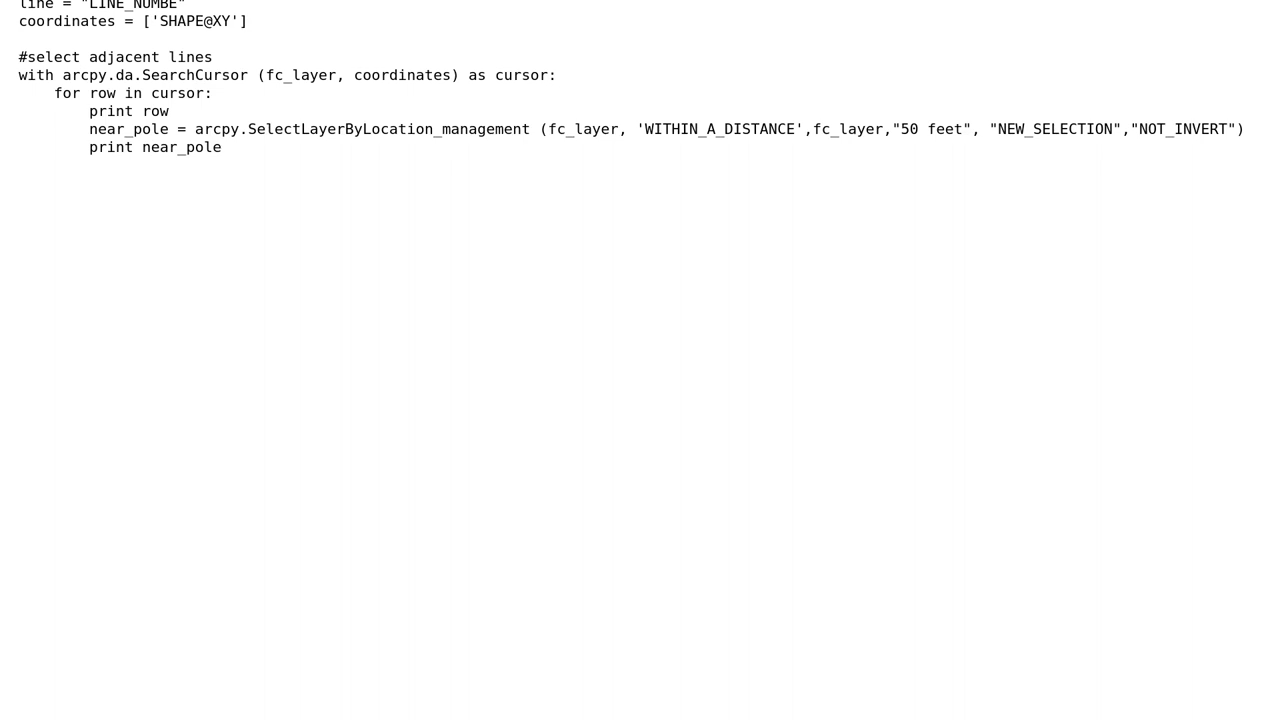 line = "LINE_NUMBE"
coordinates = ['SHAPE@XY']
#select adjacent lines
with arcpy.da.SearchCursor (fc_layer, coordinates) as cursor:
    for row in cursor:
        print row
        near_pole = arcpy.SelectLayerByLocation_management (fc_layer, 'WITHIN_A_DISTANCE',fc_layer,"50 feet", "NEW_SELECTION","NOT_INVERT")
        print near_pole